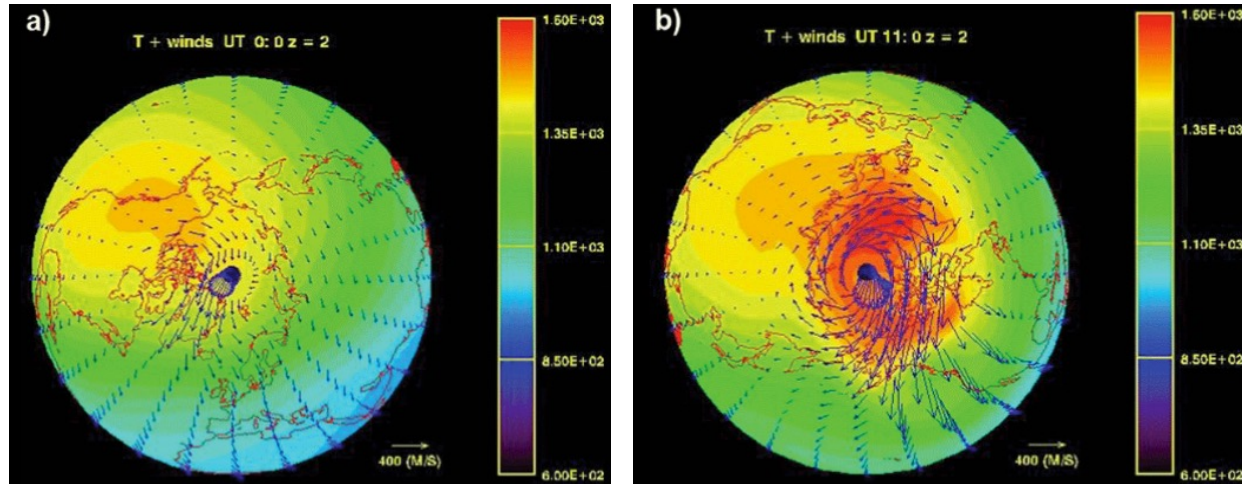 a)
T + winds UT 0: 0 z = 2
1.60E+03
1.35E+03
1.10E+03
8.50E+02
6.00E+02
400 (M/S)
b)
T + winds UT 11: 0 z = 2
1.60E+03
1.35E+03
1.10E+03
8.50E+02
6.00E+02
400 (M/S)